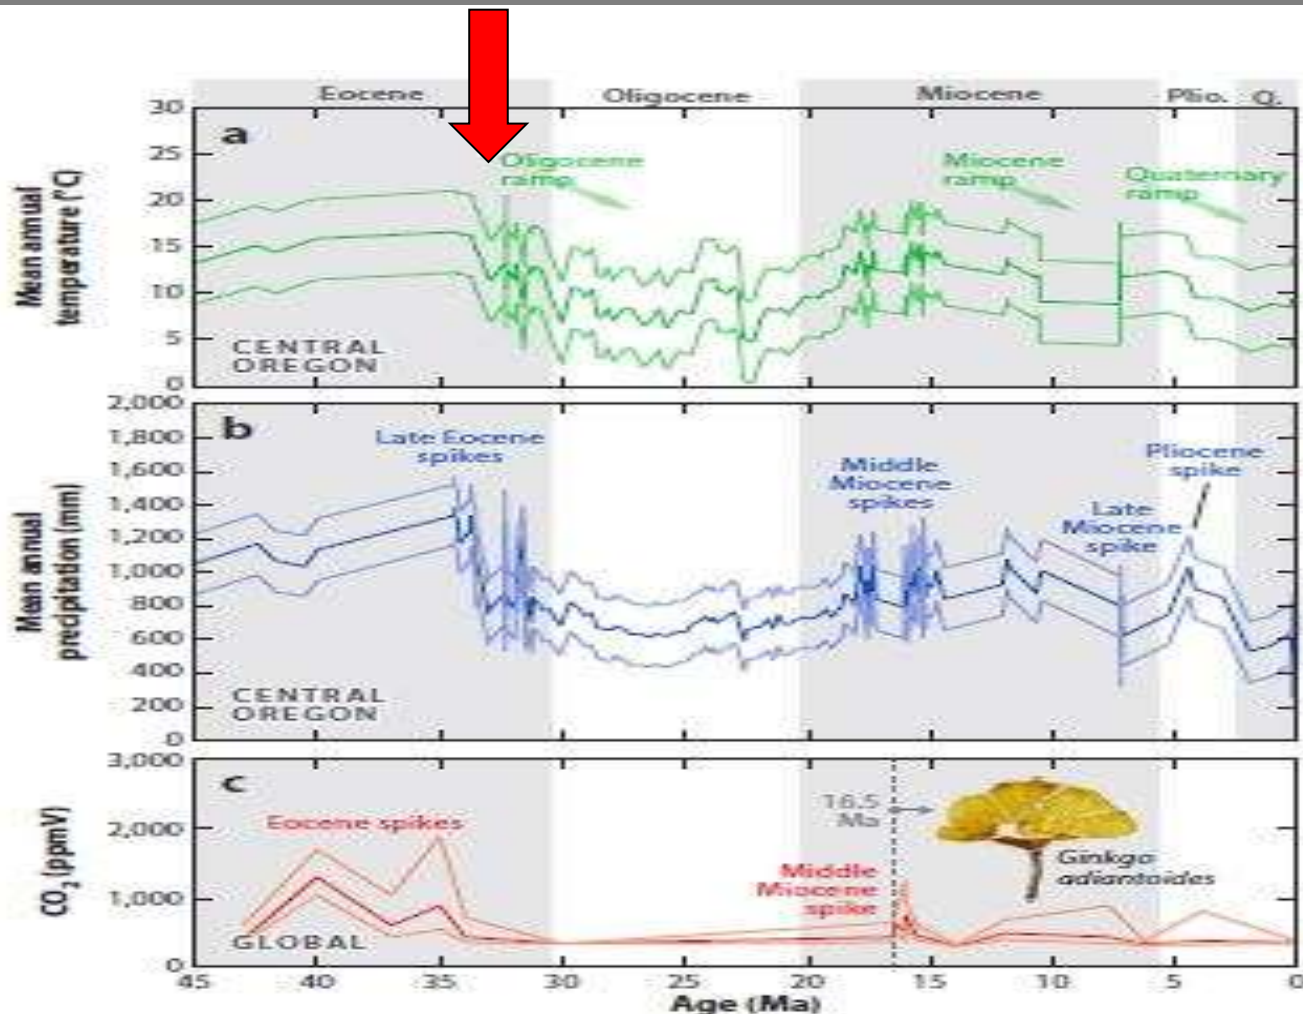 Eocene Oligocene Miocene Plio. Q.
Mean annual
temperature (°C)
30
25
20
15
10
5
0
a
Oligocene
ramp
Miocene
ramp
Quaternary
ramp
CENTRAL
OREGON
Mean annual
precipitation (mm)
2,000
1,800
1,600
1,400
1,200
1,000
800
600
400
200
0
b
Late Eocene
spikes
Middle
Miocene
spikes
Late
Miocene
spike
Pliocene
spike
CENTRAL
OREGON
CO2 (ppmV)
3,000
2,000
1,000
0
c
Eocene spikes
16.5
Ma
Middle
Miocene
spike
Ginkgo
adiantoides
GLOBAL
45 40 35 30 25 20 15 10 5 0
Age (Ma)